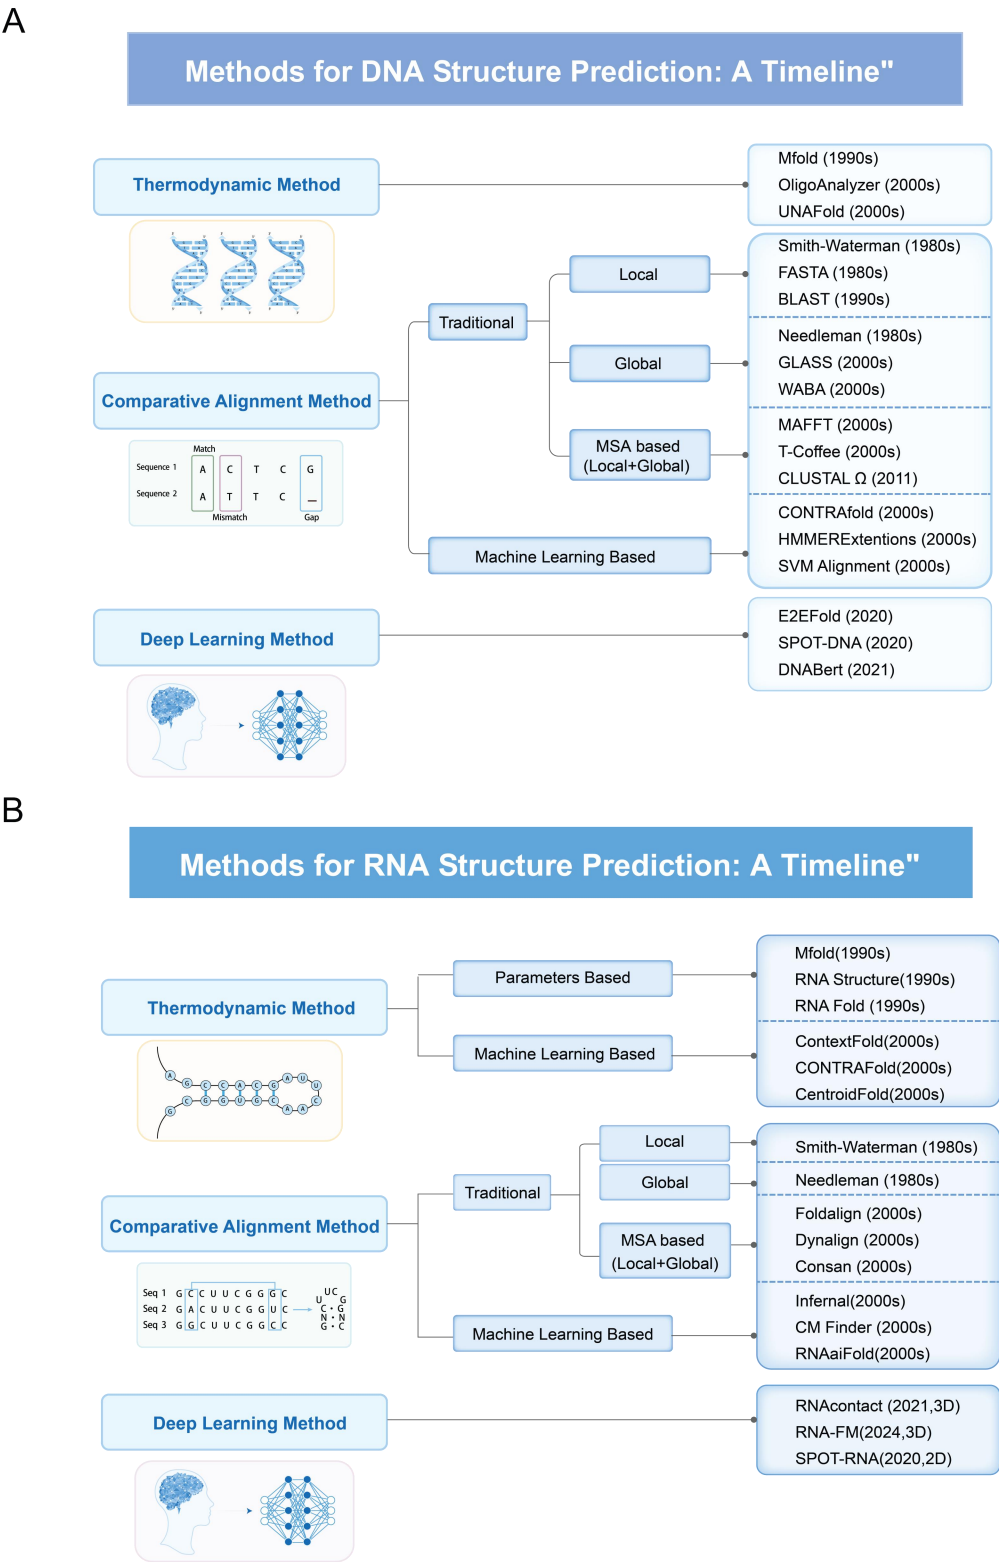 A
Methods for DNA Structure Prediction: A Timeline"
Thermodynamic Method
Mfold (1990s)
OligoAnalyzer (2000s)
UNAFold (2000s)
Comparative Alignment Method
Traditional
Local
Smith-Waterman (1980s)
FASTA (1980s)
BLAST (1990s)
Global
Needleman (1980s)
GLASS (2000s)
WABA (2000s)
MSA based
(Local+Global)
MAFFT (2000s)
T-Coffee (2000s)
CLUSTAL Ω (2011)
Machine Learning Based
CONTRAfold (2000s)
HMMERExtentions (2000s)
SVM Alignment (2000s)
Match
Sequence 1 A C T C G
Sequence 2 A T T C _
Mismatch Gap
Deep Learning Method
E2EFold (2020)
SPOT-DNA (2020)
DNABert (2021)
B
Methods for RNA Structure Prediction: A Timeline"
Thermodynamic Method
Parameters Based
Mfold(1990s)
RNA Structure(1990s)
RNA Fold (1990s)
Machine Learning Based
ContextFold(2000s)
CONTRAFold(2000s)
CentroidFold(2000s)
A G C C A C G A U U
G C G G U G C A A C
Comparative Alignment Method
Traditional
Local
Smith-Waterman (1980s)
Global
Needleman (1980s)
MSA based
(Local+Global)
Foldalign (2000s)
Dynalign (2000s)
Consan (2000s)
Machine Learning Based
Infernal(2000s)
CM Finder (2000s)
RNAaiFold(2000s)
Seq 1 G C C U U C G G G C
Seq 2 G A C U U C G G U C
Seq 3 G G C U U C G G C C
U C
U G
C • G
N • N
G • C
Deep Learning Method
RNAcontact (2021,3D)
RNA-FM(2024,3D)
SPOT-RNA(2020,2D)